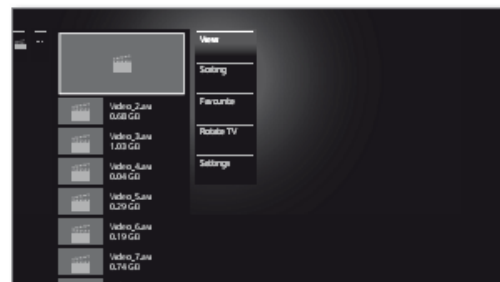 View
Sorting
Favourite
Rotate TV
Settings
Video_2.avi
0.68 GB
Video_3.avi
1.03 GB
Video_4.avi
0.04 GB
Video_5.avi
0.29 GB
Video_6.avi
0.19 GB
Video_7.avi
0.74 GB